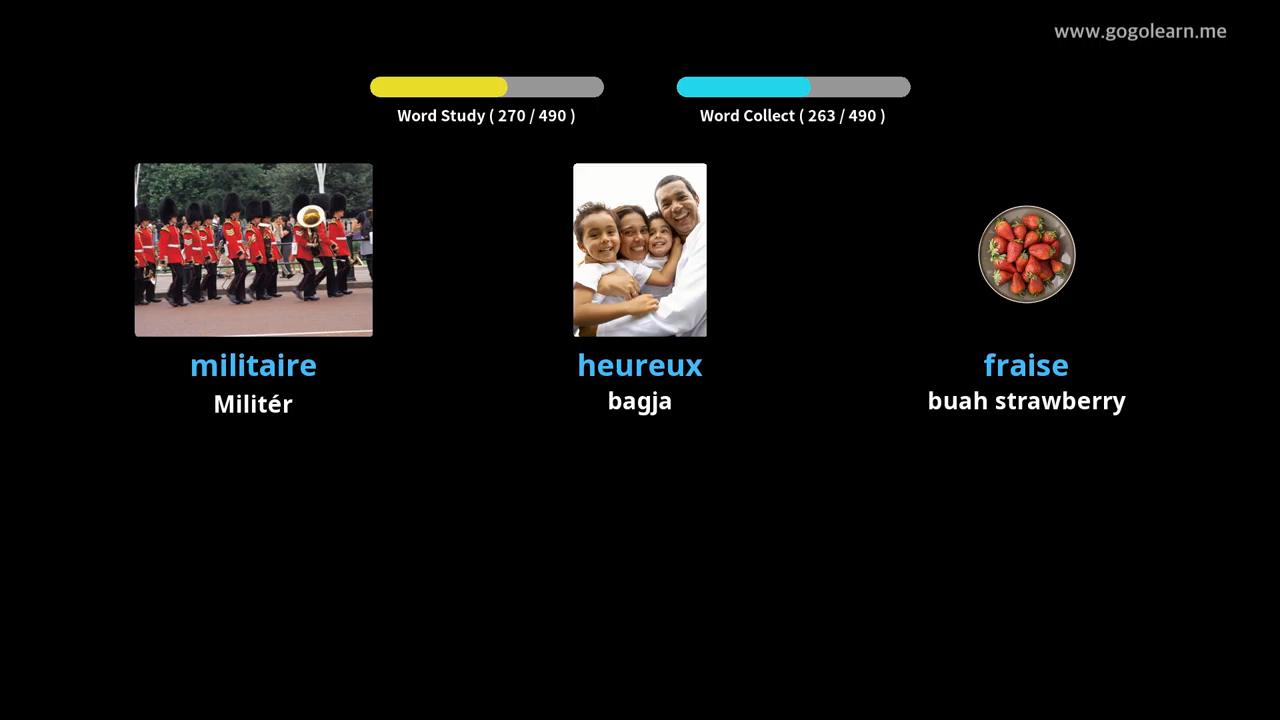 www.gogolearn.me
Word Study ( 270 / 490 )
Word Collect ( 263 / 490 )
militaire
Militér
heureux
bagja
fraise
buah strawberry